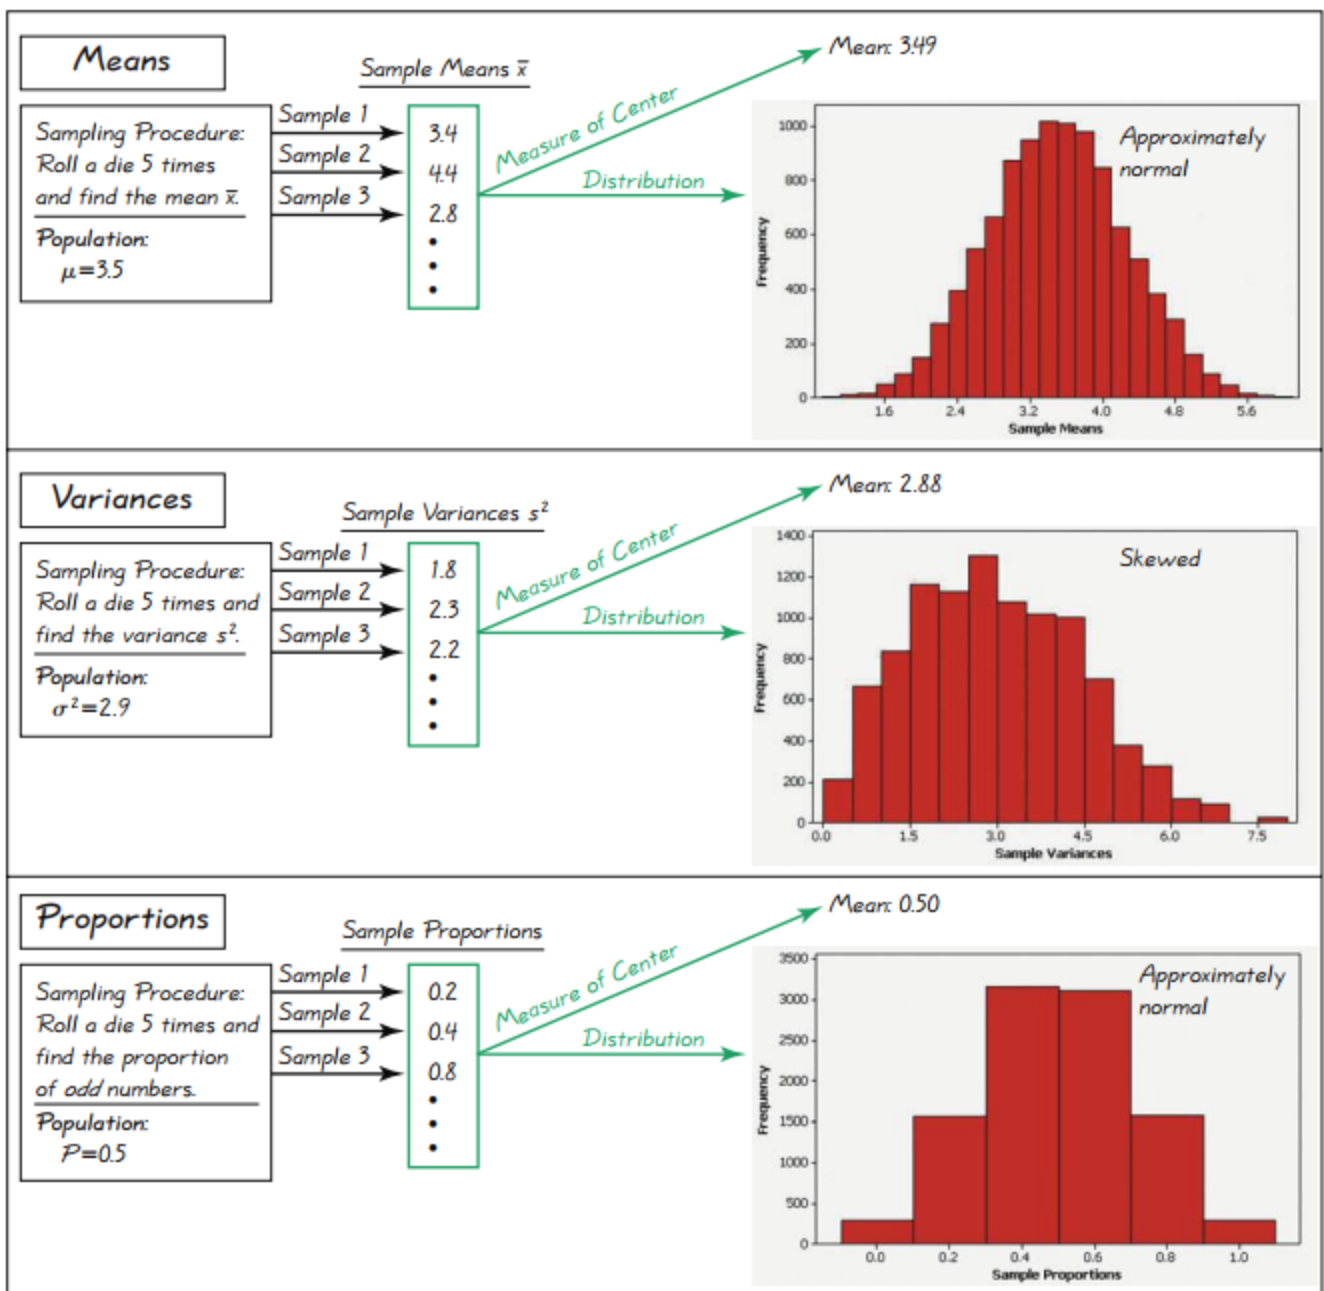 Means
Sample Means x̅
Mean: 3.49
Sampling Procedure:
Roll a die 5 times
and find the mean x̅.
Population:
μ=3.5
Sample 1
Sample 2
Sample 3
3.4
4.4
2.8
Measure of Center
Distribution
Approximately
normal
Frequency
1000
800
600
400
200
0
1.6 2.4 3.2 4.0 4.8 5.6
Sample Means
Variances
Sample Variances s²
Mean: 2.88
Sampling Procedure:
Roll a die 5 times and
find the variance s².
Population:
σ²=2.9
Sample 1
Sample 2
Sample 3
1.8
2.3
2.2
Measure of Center
Distribution
Skewed
Frequency
1400
1200
1000
800
600
400
200
0
0.0 1.5 3.0 4.5 6.0 7.5
Sample Variances
Proportions
Sample Proportions
Mean: 0.50
Sampling Procedure:
Roll a die 5 times and
find the proportion
of odd numbers.
Population:
P=0.5
Sample 1
Sample 2
Sample 3
0.2
0.4
0.8
Measure of Center
Distribution
Approximately
normal
Frequency
3500
3000
2500
2000
1500
1000
500
0
0.0 0.2 0.4 0.6 0.8 1.0
Sample Proportions